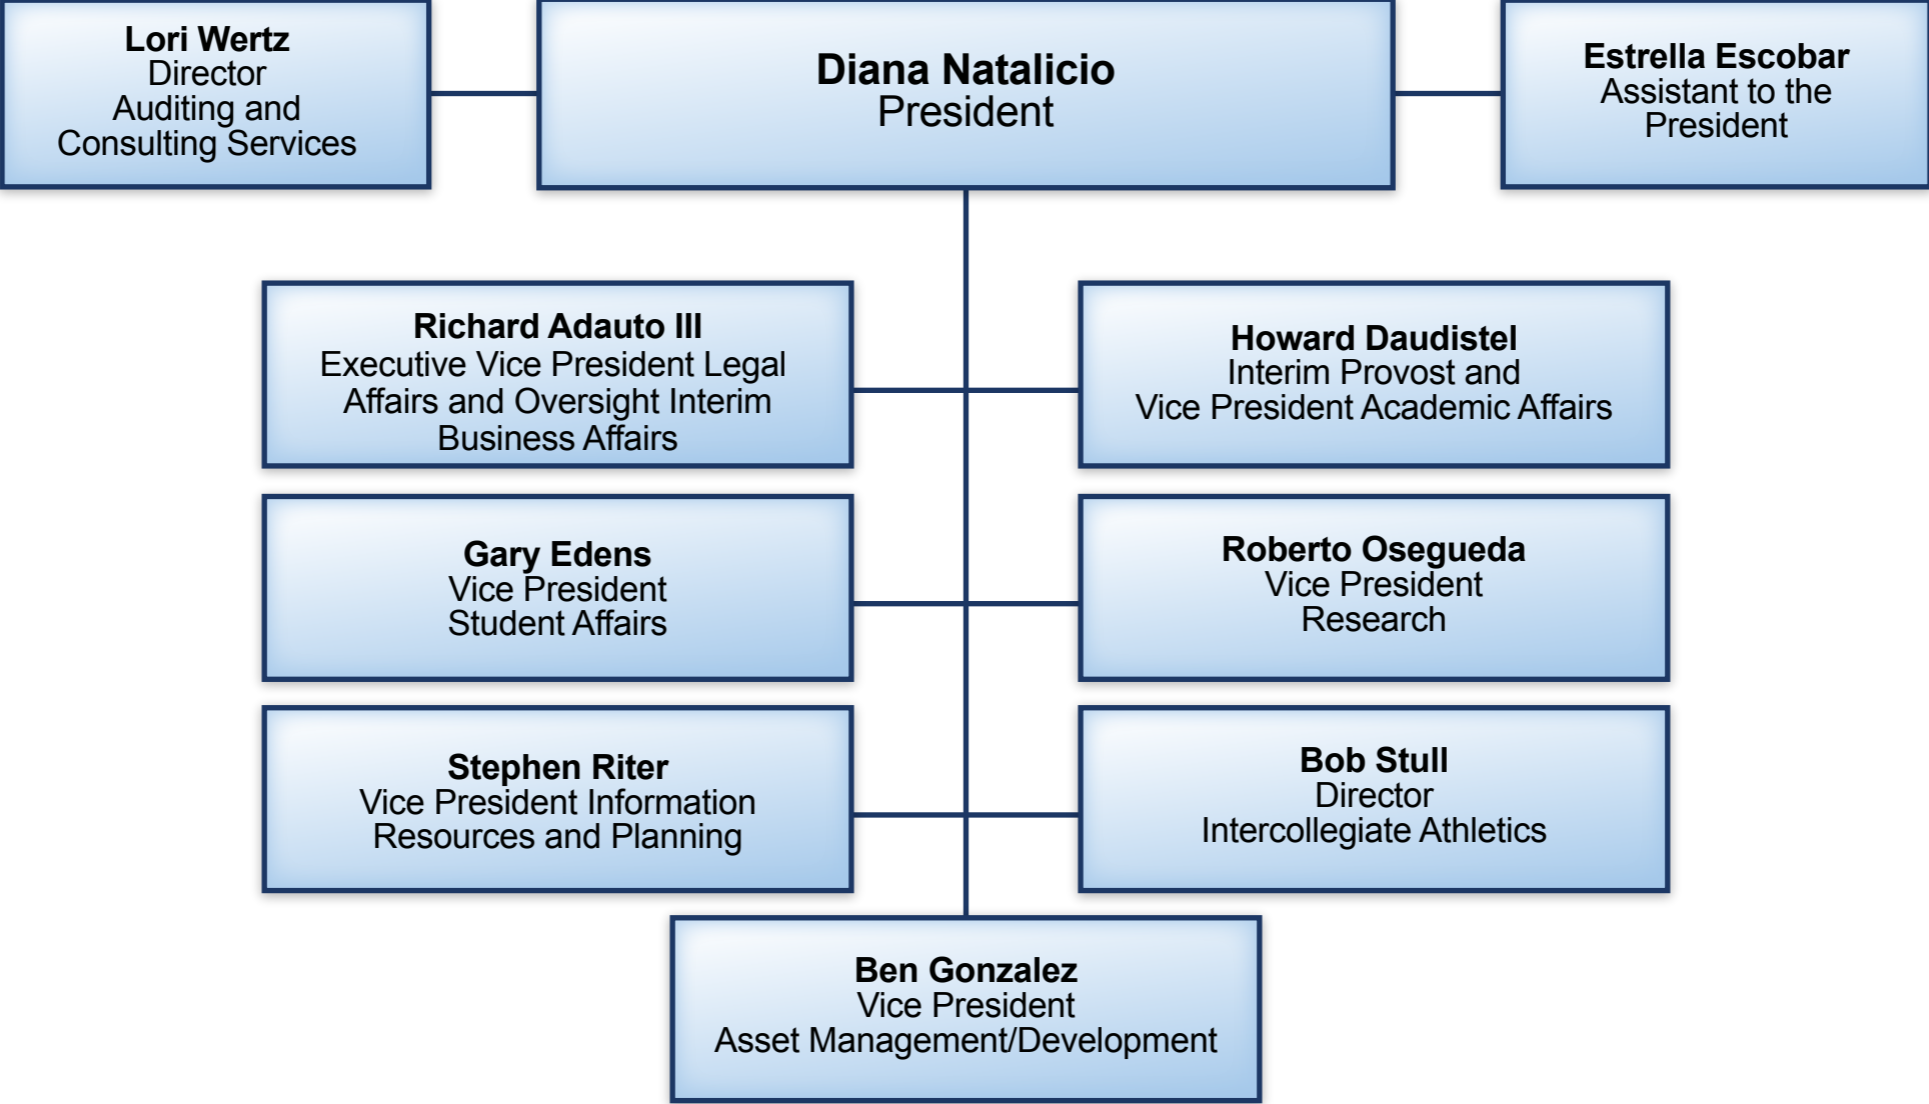 Lori Wertz
Director
Auditing and
Consulting Services
Diana Natalicio
President
Estrella Escobar
Assistant to the
President
Richard Adauto III
Executive Vice President Legal
Affairs and Oversight Interim
Business Affairs
Howard Daudistel
Interim Provost and
Vice President Academic Affairs
Gary Edens
Vice President
Student Affairs
Roberto Osegueda
Vice President
Research
Stephen Riter
Vice President Information
Resources and Planning
Bob Stull
Director
Intercollegiate Athletics
Ben Gonzalez
Vice President
Asset Management/Development